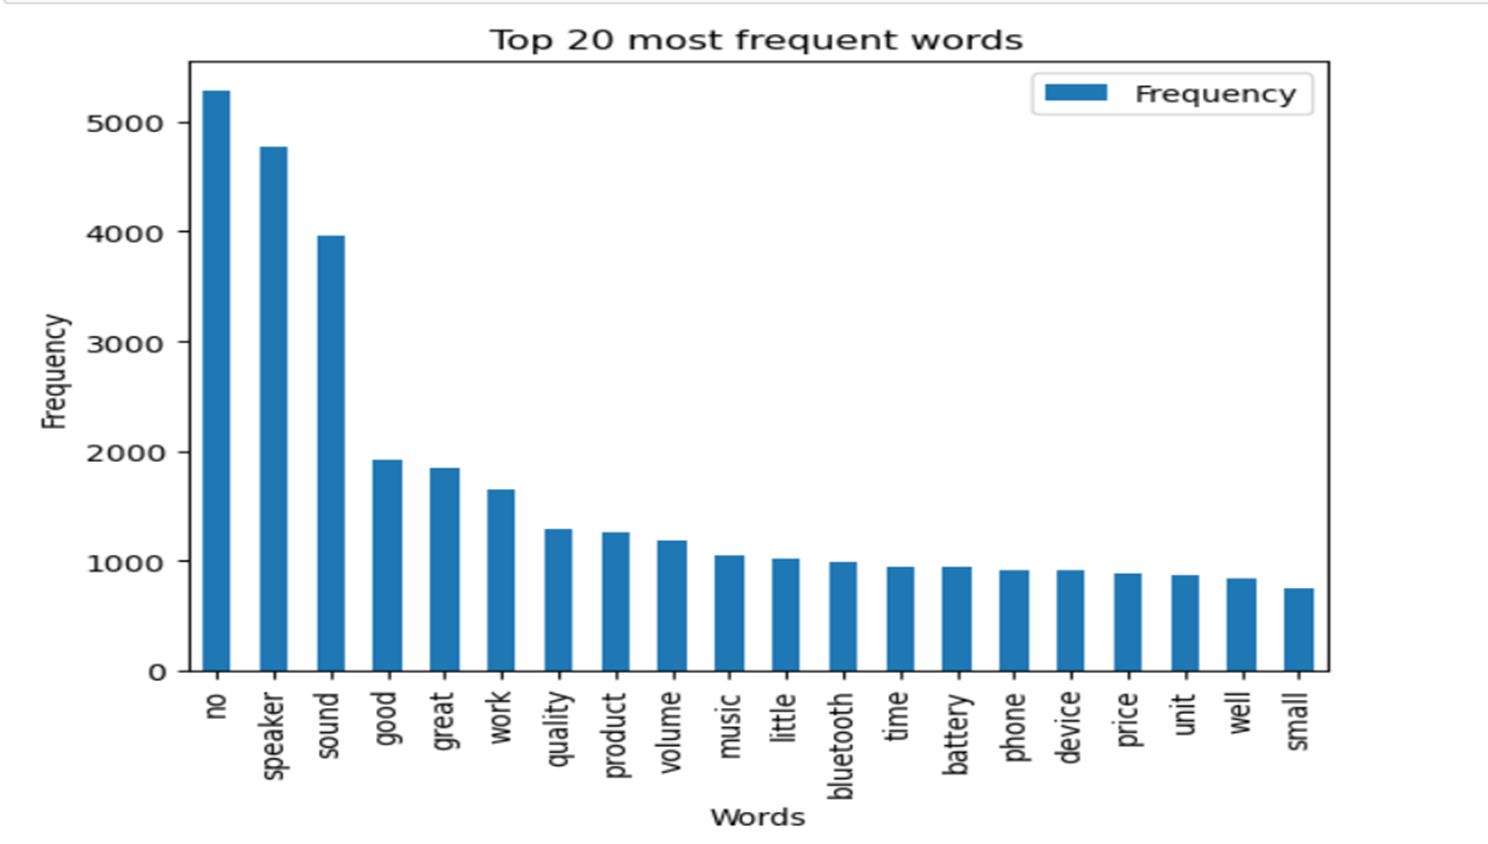 Top 20 most frequent words
Frequency
5000
4000
3000
2000
1000
0
Frequency
no
speaker
sound
good
great
work
quality
product
volume
music
little
bluetooth
time
battery
phone
device
price
unit
well
small
Words